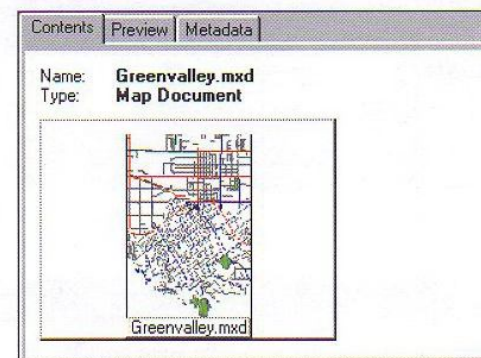 Contents Preview Metadata
Name: Greenvalley.mxd
Type: Map Document
Greenvalley.mxd